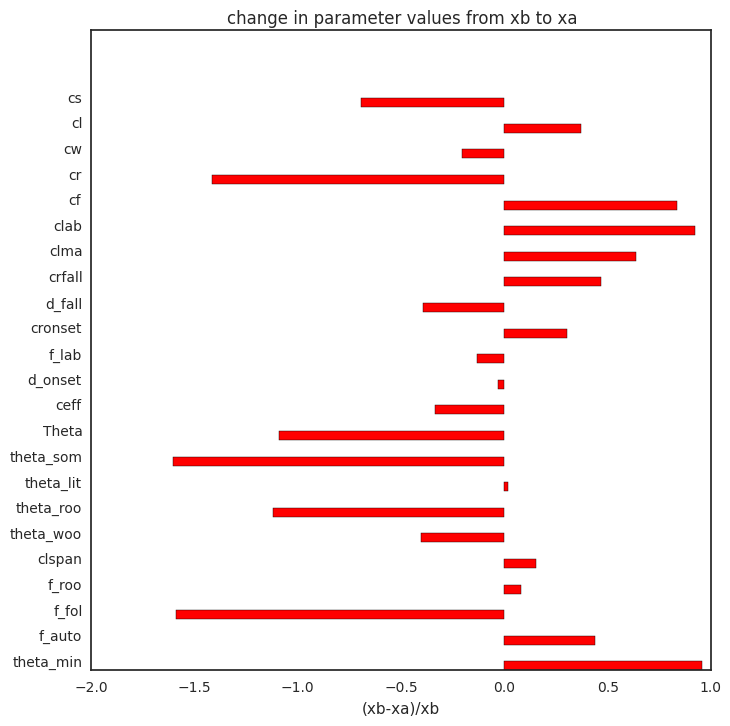 change in parameter values from xb to xa
cs
cl
cw
cr
cf
clab
clma
crfall
d_fall
cronset
f_lab
d_onset
ceff
Theta
theta_som
theta_lit
theta_roo
theta_woo
clspan
f_roo
f_fol
f_auto
theta_min
−2.0 −1.5 −1.0 −0.5 0.0 0.5 1.0
(xb-xa)/xb